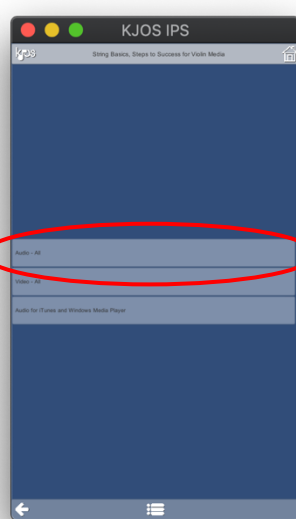 KJOS IPS
kjos
String Basics, Steps to Success for Violin Media
Audio - All
Video - All
Audio for iTunes and Windows Media Player